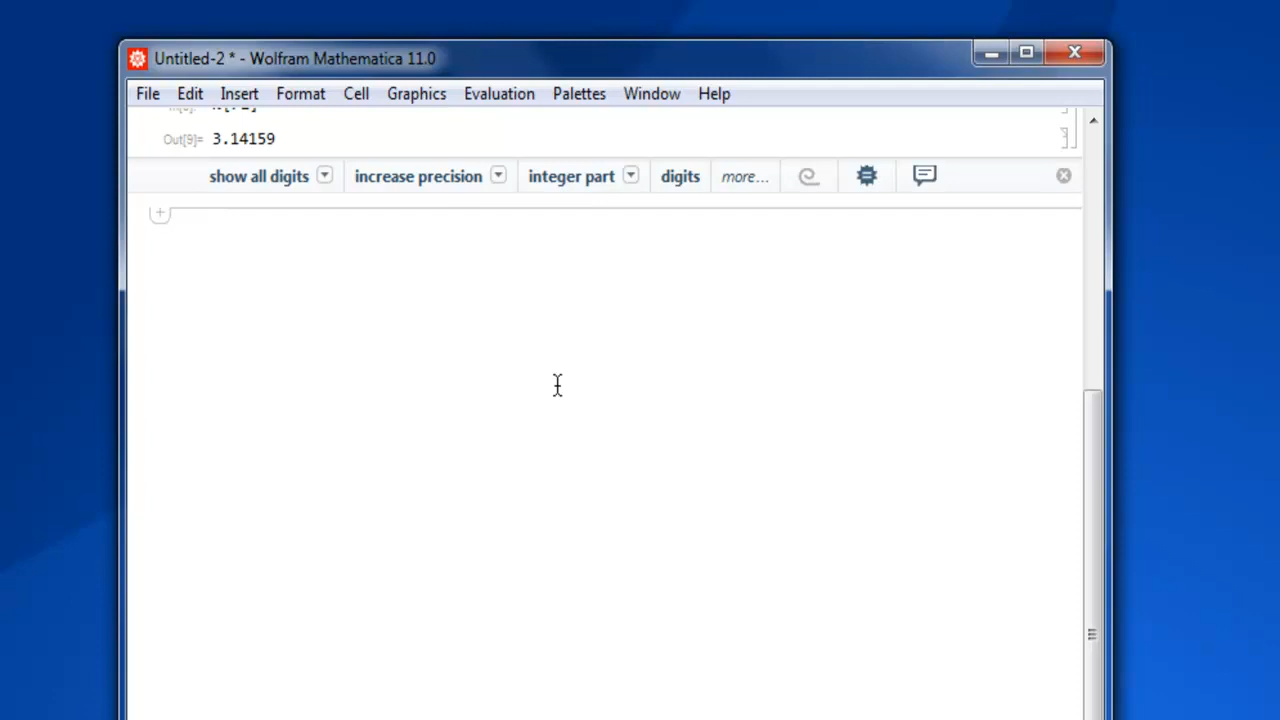 Untitled-2 * - Wolfram Mathematica 11.0
File Edit Insert Format Cell Graphics Evaluation Palettes Window Help
Out[9]= 3.14159
show all digits increase precision integer part digits more...